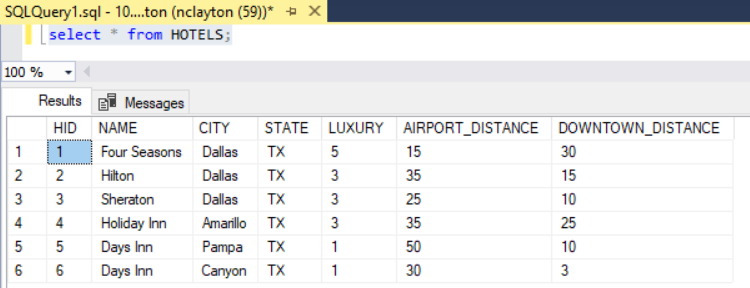 SQLQuery1.sql - 10....ton (nclayton (59))*
select * from HOTELS;
100 %
Results Messages
HID NAME CITY STATE LUXURY AIRPORT_DISTANCE DOWNTOWN_DISTANCE
1 1 Four Seasons Dallas TX 5 15 30
2 2 Hilton Dallas TX 3 35 15
3 3 Sheraton Dallas TX 3 25 10
4 4 Holiday Inn Amarillo TX 3 35 25
5 5 Days Inn Pampa TX 1 50 10
6 6 Days Inn Canyon TX 1 30 3